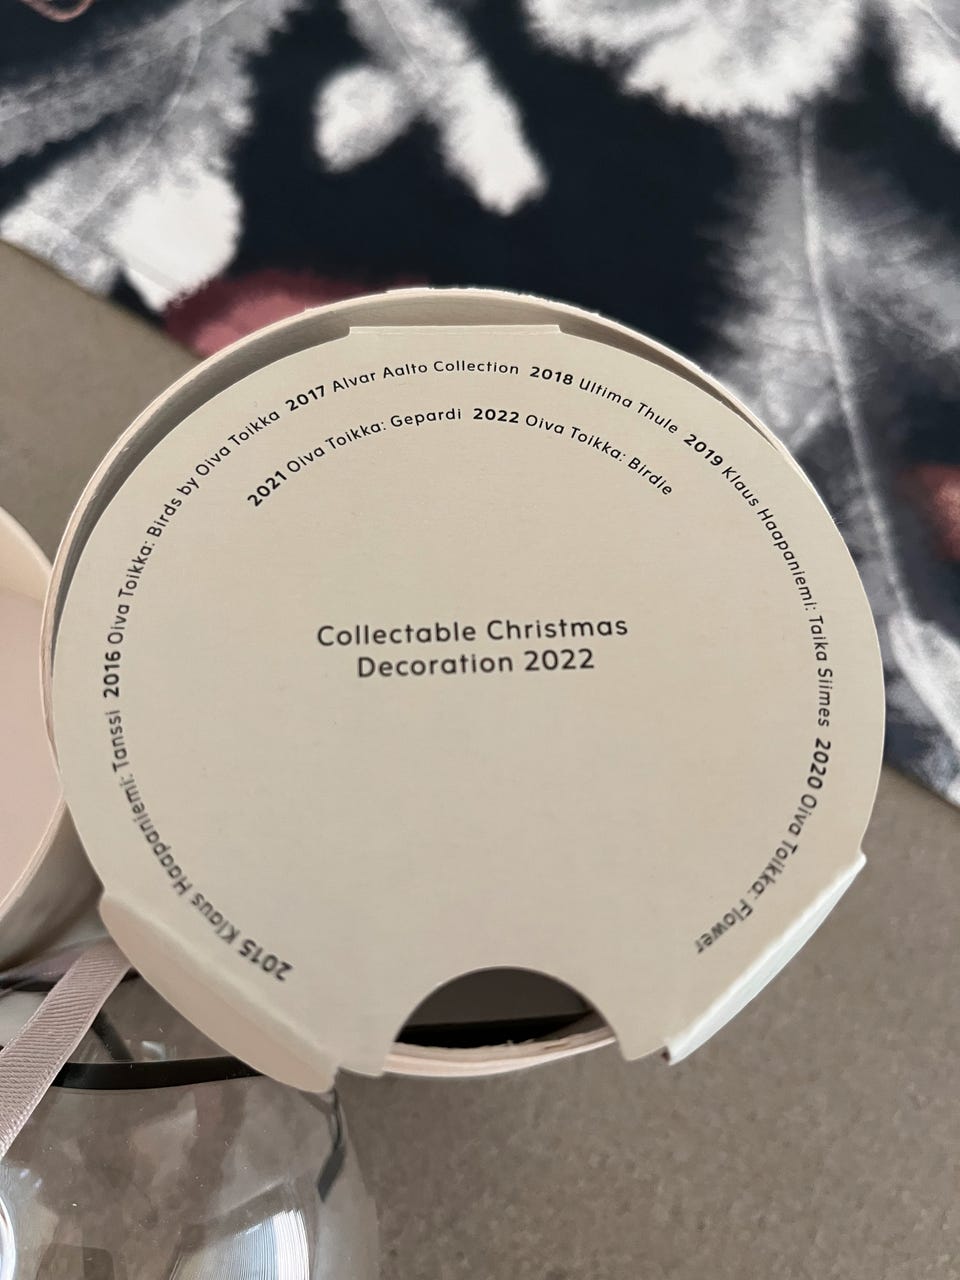 2015 Klaus Haapaniemi: Tanssi 2016 Oiva Toikka: Birds by Oiva Toikka 2017 Alvar Aalto Collection 2018 Ultima Thule 2019 Klaus Haapaniemi: Taika Siimes 2020 Oiva Toikka: Flower
2021 Oiva Toikka: Gepardi 2022 Oiva Toikka: Birdie
Collectable Christmas
Decoration 2022